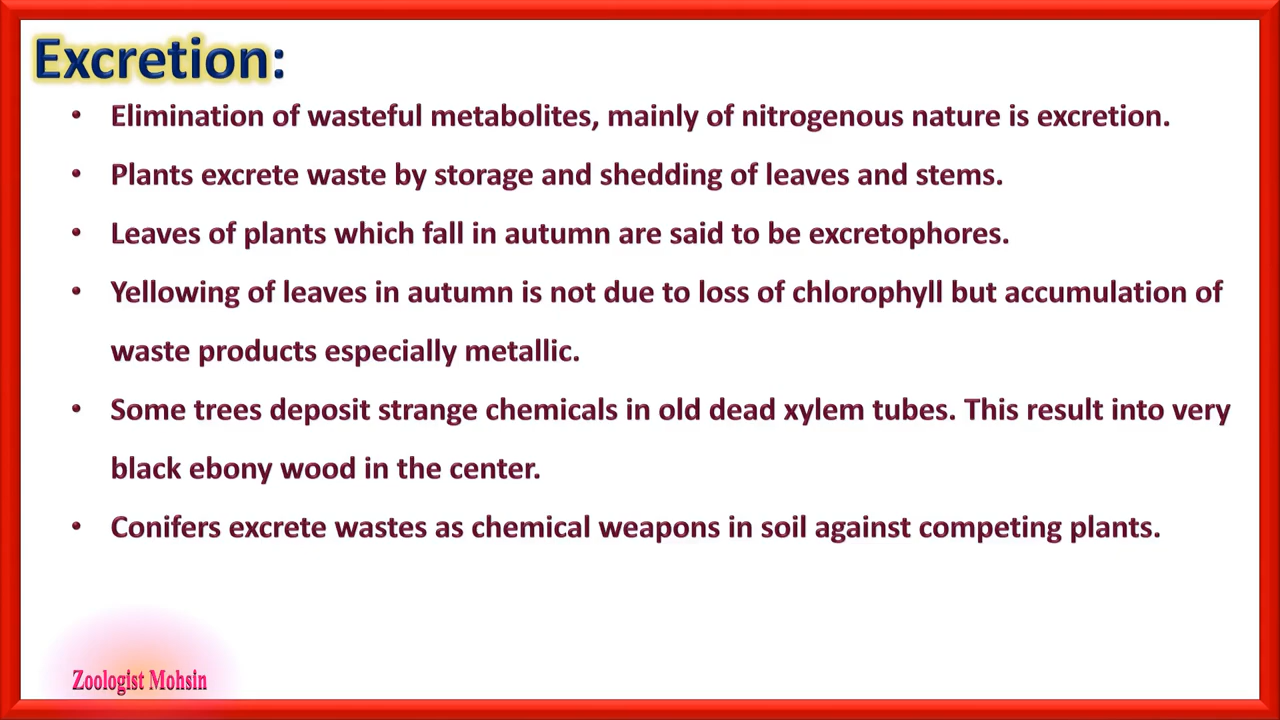 Excretion:
• Elimination of wasteful metabolites, mainly of nitrogenous nature is excretion.
• Plants excrete waste by storage and shedding of leaves and stems.
• Leaves of plants which fall in autumn are said to be excretophores.
• Yellowing of leaves in autumn is not due to loss of chlorophyll but accumulation of
waste products especially metallic.
• Some trees deposit strange chemicals in old dead xylem tubes. This result into very
black ebony wood in the center.
• Conifers excrete wastes as chemical weapons in soil against competing plants.
Zoologist Mohsin